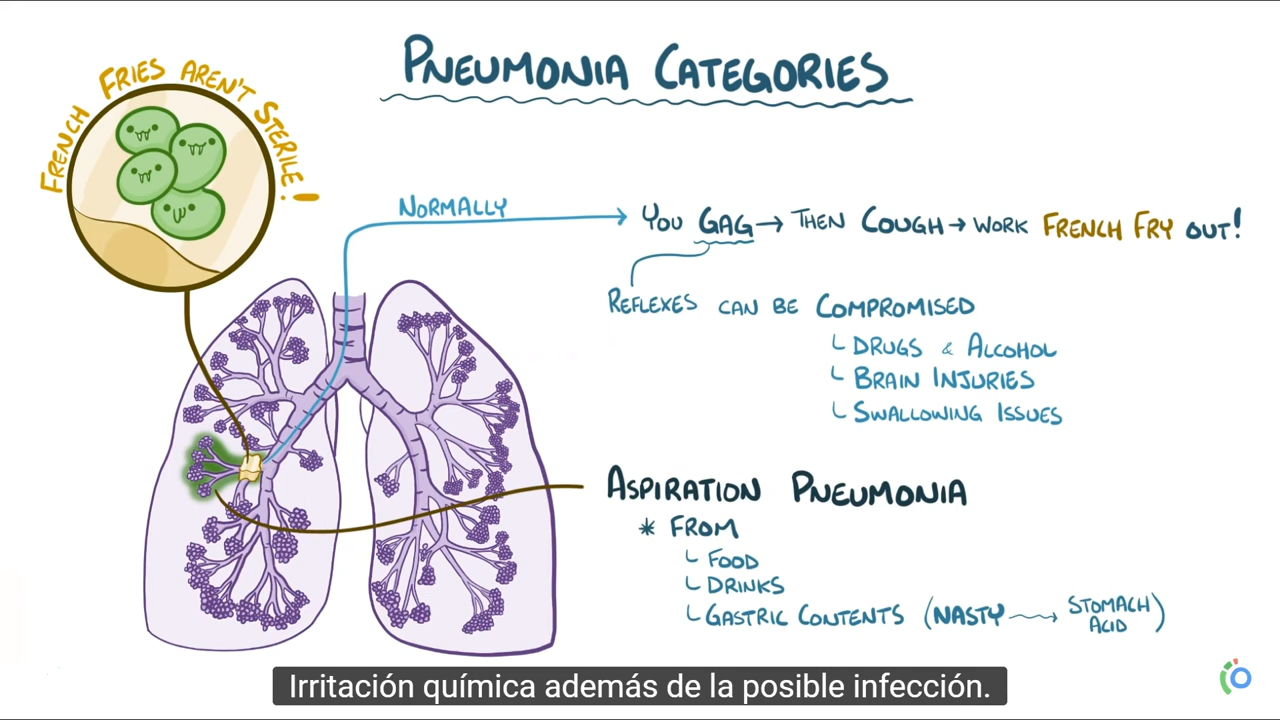 PNEUMONIA CATEGORIES
FRENCH FRIES AREN'T STERILE!
NORMALLY
YOU GAG → THEN COUGH → WORK FRENCH FRY OUT!
REFLEXES CAN BE COMPROMISED
DRUGS & ALCOHOL
BRAIN INJURIES
SWALLOWING ISSUES
ASPIRATION PNEUMONIA
* FROM
FOOD
DRINKS
GASTRIC CONTENTS (NASTY → STOMACH ACID)
Irritación química además de la posible infección.